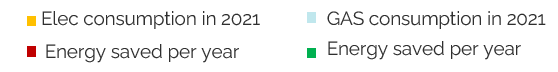 Elec consumption in 2021
GAS consumption in 2021
Energy saved per year
Energy saved per year